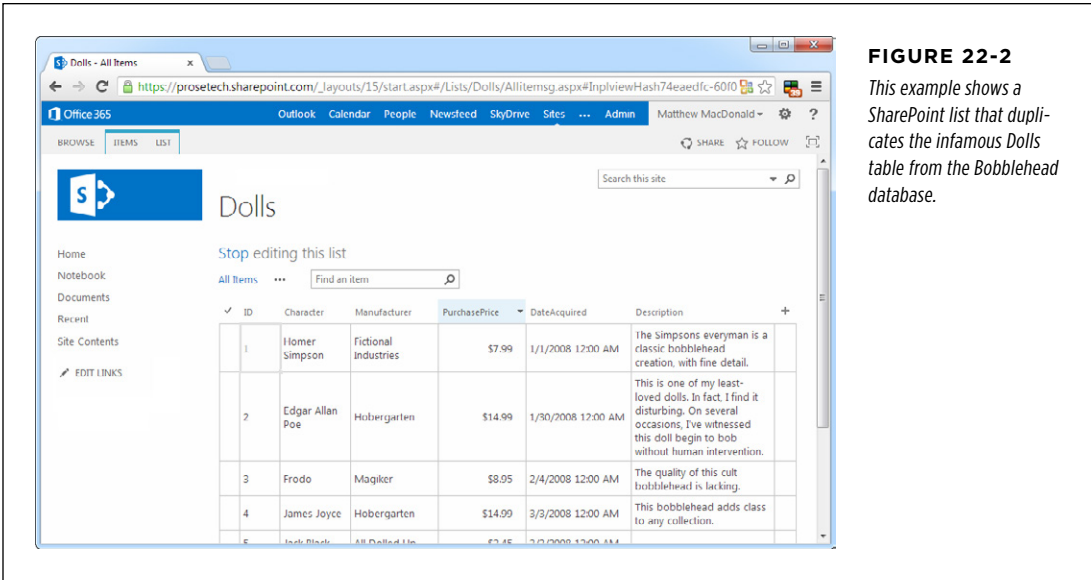 Dolls - All Items
https://prosetech.sharepoint.com/_layouts/15/start.aspx#/Lists/Dolls/Allitemsg.aspx#InplviewHash74eaedfc-60f0
Office 365 Outlook Calendar People Newsfeed SkyDrive Sites ... Admin Matthew MacDonald ?
BROWSE ITEMS LIST SHARE FOLLOW
S
Search this site
Dolls
Home
Notebook
Documents
Recent
Site Contents
EDIT LINKS
Stop editing this list
All Items ... Find an item
ID Character Manufacturer PurchasePrice DateAcquired Description +
1 Homer Simpson Fictional Industries $7.99 1/1/2008 12:00 AM The Simpsons everyman is a classic bobblehead creation, with fine detail.
2 Edgar Allan Poe Hobergarten $14.99 1/30/2008 12:00 AM This is one of my least-loved dolls. In fact, I find it disturbing. On several occasions, I've witnessed this doll begin to bob without human intervention.
3 Frodo Magiker $8.95 2/4/2008 12:00 AM The quality of this cult bobblehead is lacking.
4 James Joyce Hobergarten $14.99 3/3/2008 12:00 AM This bobblehead adds class to any collection.
5 Jack Black All Dolled Up
FIGURE 22-2
This example shows a
SharePoint list that dupli-
cates the infamous Dolls
table from the Bobblehead
database.